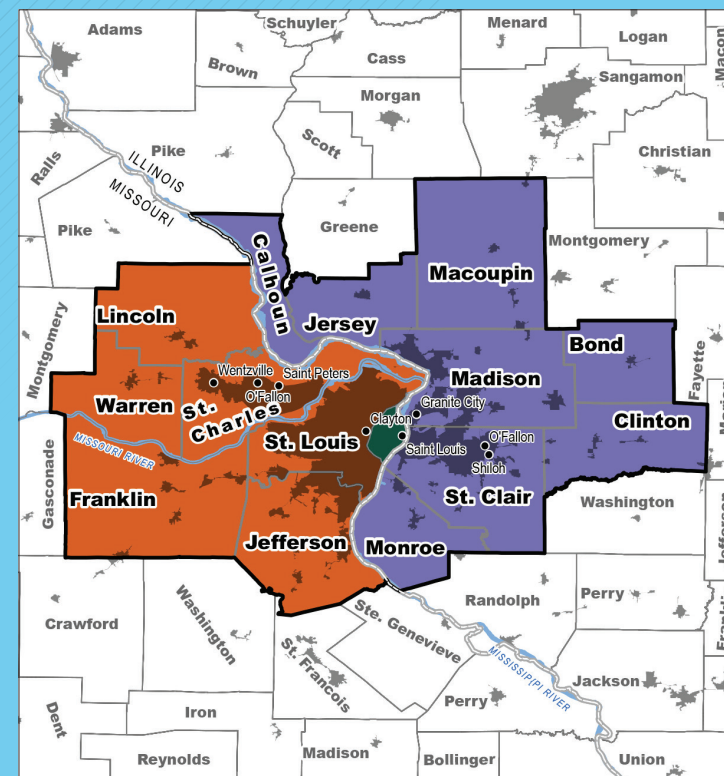 Adams
Schuyler
Menard
Logan
Macon
Brown
Cass
Morgan
Sangamon
Scott
Christian
Ralls
Pike
ILLINOIS
MISSOURI
Pike
Greene
Montgomery
Calhoun
Macoupin
Lincoln
Jersey
Bond
Montgomery
Fayette
Wentzville
Saint Peters
O'Fallon
Madison
Warren
St. Charles
Granite City
Clayton
Clinton
St. Louis
Saint Louis
O'Fallon
Shiloh
MISSOURI RIVER
Gasconade
Franklin
St. Clair
Washington
Jefferson
Monroe
Crawford
Washington
Ste. Genevieve
Randolph
Perry
St. Francois
MISSISSIPPI RIVER
Jackson
Perry
Dent
Iron
Reynolds
Madison
Bollinger
Union